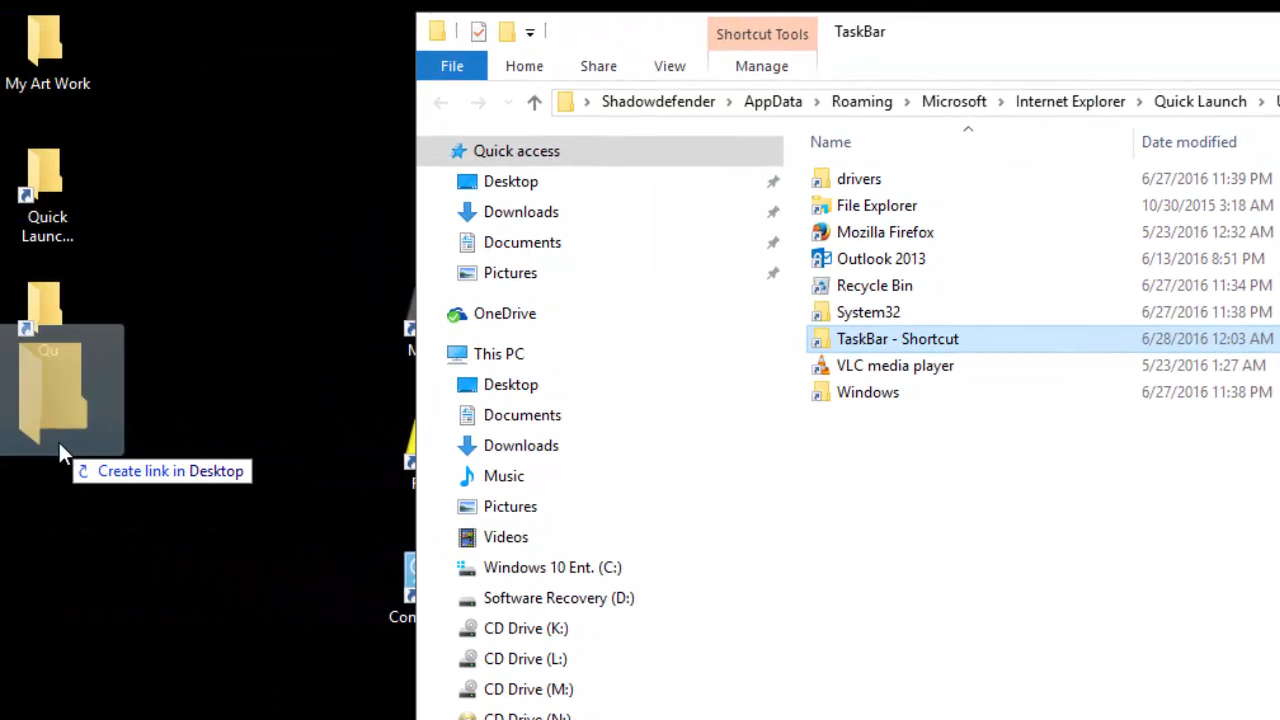 My Art Work
Quick
Launc...
Qu
Create link in Desktop
Shortcut Tools
TaskBar
File
Home
Share
View
Manage
Shadowdefender
AppData
Roaming
Microsoft
Internet Explorer
Quick Launch
Quick access
Desktop
Downloads
Documents
Pictures
OneDrive
This PC
Desktop
Documents
Downloads
Music
Pictures
Videos
Windows 10 Ent. (C:)
Software Recovery (D:)
CD Drive (K:)
CD Drive (L:)
CD Drive (M:)
CD Drive (N:)
Name
Date modified
drivers 6/27/2016 11:39 PM
File Explorer 10/30/2015 3:18 AM
Mozilla Firefox 5/23/2016 12:32 AM
Outlook 2013 6/13/2016 8:51 PM
Recycle Bin 6/27/2016 11:34 PM
System32 6/27/2016 11:38 PM
TaskBar - Shortcut 6/28/2016 12:03 AM
VLC media player 5/23/2016 1:27 AM
Windows 6/27/2016 11:38 PM
Con